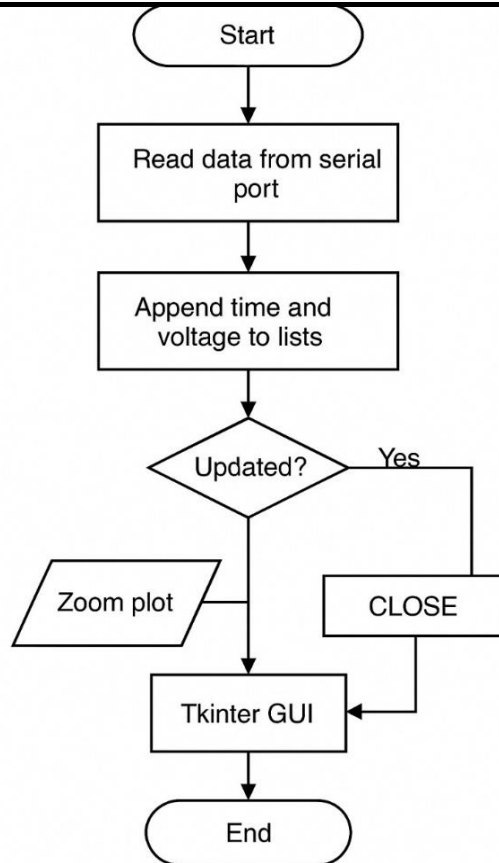 Start
Read data from serial
port
Append time and
voltage to lists
Updated?
Yes
Zoom plot
CLOSE
Tkinter GUI
End